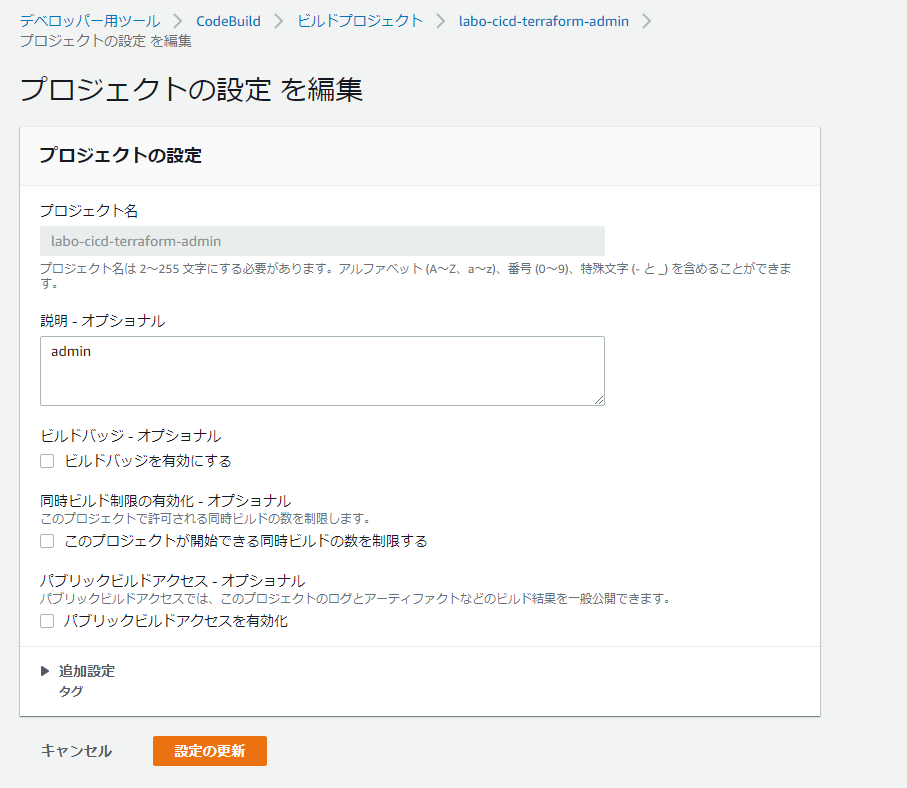 デベロッパー用ツール > CodeBuild > ビルドプロジェクト > labo-cicd-terraform-admin >
プロジェクトの設定 を編集
プロジェクトの設定 を編集
プロジェクトの設定
プロジェクト名
labo-cicd-terraform-admin
プロジェクト名は 2～255 文字にする必要があります。アルファベット (A～Z、a～z)、番号 (0～9)、特殊文字 (- と _) を含めることができま
す。
説明 - オプショナル
admin
ビルドバッジ - オプショナル
ビルドバッジを有効にする
同時ビルド制限の有効化 - オプショナル
このプロジェクトで許可される同時ビルドの数を制限します。
このプロジェクトが開始できる同時ビルドの数を制限する
パブリックビルドアクセス - オプショナル
パブリックビルドアクセスでは、このプロジェクトのログとアーティファクトなどのビルド結果を一般公開できます。
パブリックビルドアクセスを有効化
追加設定
タグ
キャンセル 設定の更新